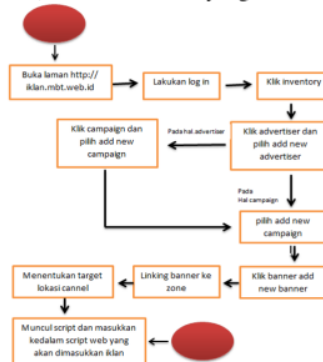 Buka laman http://
iklan.mbt.web.id
Lakukan log in
Klik inventory
Klik campaign dan
pilih add new
campaign
Pada hal.advertiser
Klik advertiser dan
pilih add new
advertiser
Pada
Hal campaign
pilih add new
campaign
Menentukan target
lokasi cannel
Linking banner ke
zone
Klik banner add
new banner
Muncul script dan masukkan
kedalam script web yang
akan dimasukkan iklan